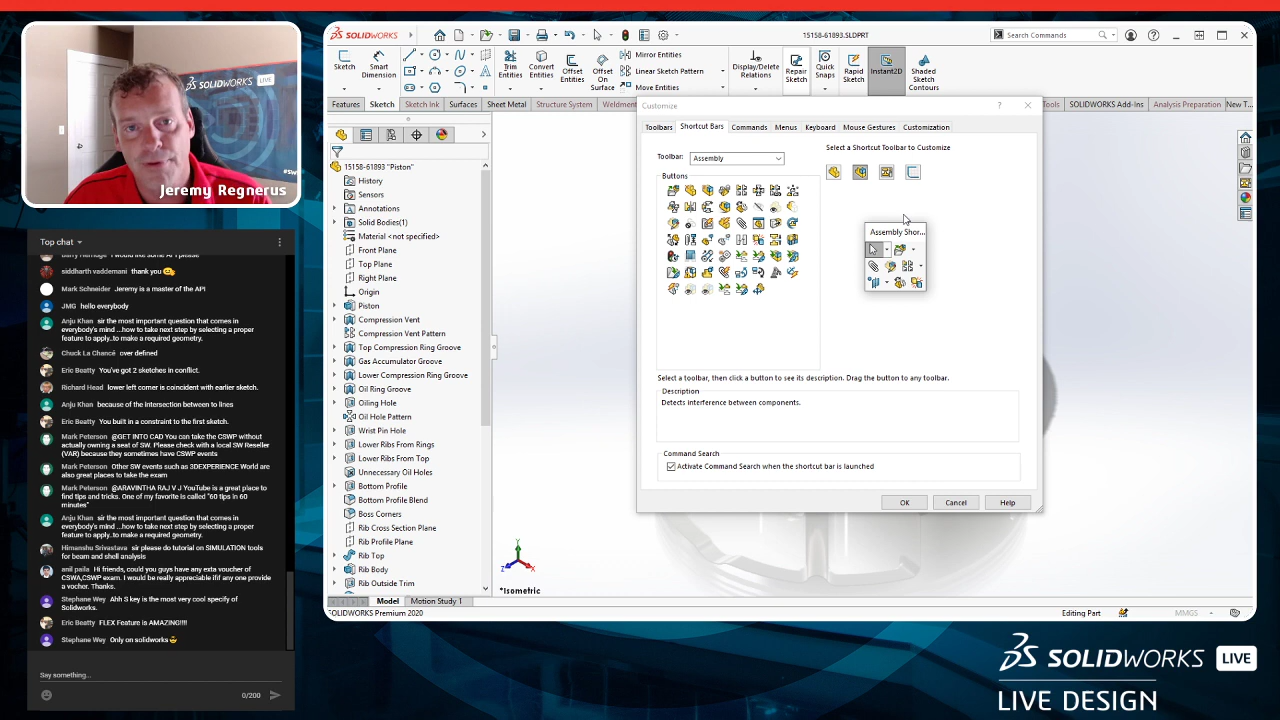 SOLIDWORKS LIVE
#SW
Jeremy Regnerus
Top chat
siddharth vaddemani thank you
Mark Schneider Jeremy is a master of the API
JMG hello everybody
Anju Khan sir the most important question that comes in
everybody's mind ...how to take next step by selecting a proper
feature to apply..to make a required geometry.
Chuck La Chancé over defined
Eric Beatty You've got 2 sketches in conflict.
Richard Head lower left corner is coincident with earlier sketch.
Anju Khan because of the Intersection between to lines
Eric Beatty You built in a constraint to the first sketch.
Mark Peterson @GET INTO CAD You can take the CSWP without
actually owning a seat of SW. Please check with a local SW Reseller
(VAR) because they sometimes have CSWP events
Mark Peterson Other SW events such as 3DEXPERIENCE World are
also great places to take the exam
Mark Peterson @ARAVINTHA RAJ V J YouTube is a great place to
find tips and tricks. One of my favorite is called "60 tips in 60
minutes"
Anju Khan sir the most important question that comes in
everybody's mind ...how to take next step by selecting a proper
feature to apply..to make a required geometry.
Himanshu Srivastava sir please do tutorial on SIMULATION tools
for beam and shell analysis
anil paila Hi friends, could you guys have any exta voucher of
CSWA,CSWP exam. I would be really appreciable ifif any one provide
a vocher. Thanks.
Stephane Wey Ahh S key is the most very cool specify of
Solidworks.
Eric Beatty FLEX Feature is AMAZING!!!!
Stephane Wey Only on solidworks
Say something...
0/200
SOLIDWORKS
15158-61893.SLDPRT
Search Commands
Sketch
Smart
Dimension
Trim
Entities
Convert
Entities
Offset
Entities
Offset
On
Surface
Mirror Entities
Linear Sketch Pattern
Move Entities
Display/Delete
Relations
Repair
Sketch
Quick
Snaps
Rapid
Sketch
Instant2D
Shaded
Sketch
Contours
Features
Sketch
Sketch Ink
Surfaces
Sheet Metal
Structure System
Weldment
Tools
SOLIDWORKS Add-Ins
Analysis Preparation
New T...
15158-61893 "Piston"
History
Sensors
Annotations
Solid Bodies(1)
Material <not specified>
Front Plane
Top Plane
Right Plane
Origin
Piston
Compression Vent
Compression Vent Pattern
Top Compression Ring Groove
Gas Accumulator Groove
Lower Compression Ring Groove
Oil Ring Groove
Oiling Hole
Oil Hole Pattern
Wrist Pin Hole
Lower Ribs From Rings
Lower Ribs From Top
Unnecessary Oil Holes
Bottom Profile
Bottom Profile Blend
Boss Corners
Rib Cross Section Plane
Rib Profile Plane
Rib Top
Rib Body
Rib Outside Trim
Customize
Toolbars
Shortcut Bars
Commands
Menus
Keyboard
Mouse Gestures
Customization
Toolbar:
Assembly
Select a Shortcut Toolbar to Customize
Buttons
Assembly Shor...
Select a toolbar, then click a button to see its description. Drag the button to any toolbar.
Description
Detects interference between components.
Command Search
Activate Command Search when the shortcut bar is launched
OK
Cancel
Help
Y
Z
X
*Isometric
Model
Motion Study 1
SOLIDWORKS Premium 2020
Editing Part
MMGS
SOLIDWORKS LIVE
LIVE DESIGN